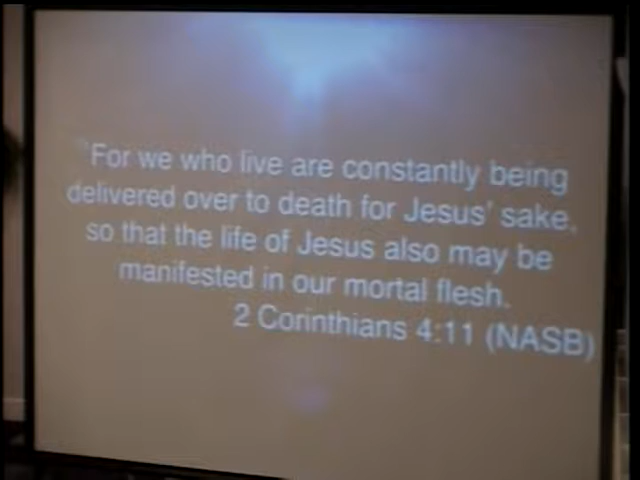 "For we who live are constantly being
delivered over to death for Jesus' sake,
so that the life of Jesus also may be
manifested in our mortal flesh.
2 Corinthians 4:11 (NASB)